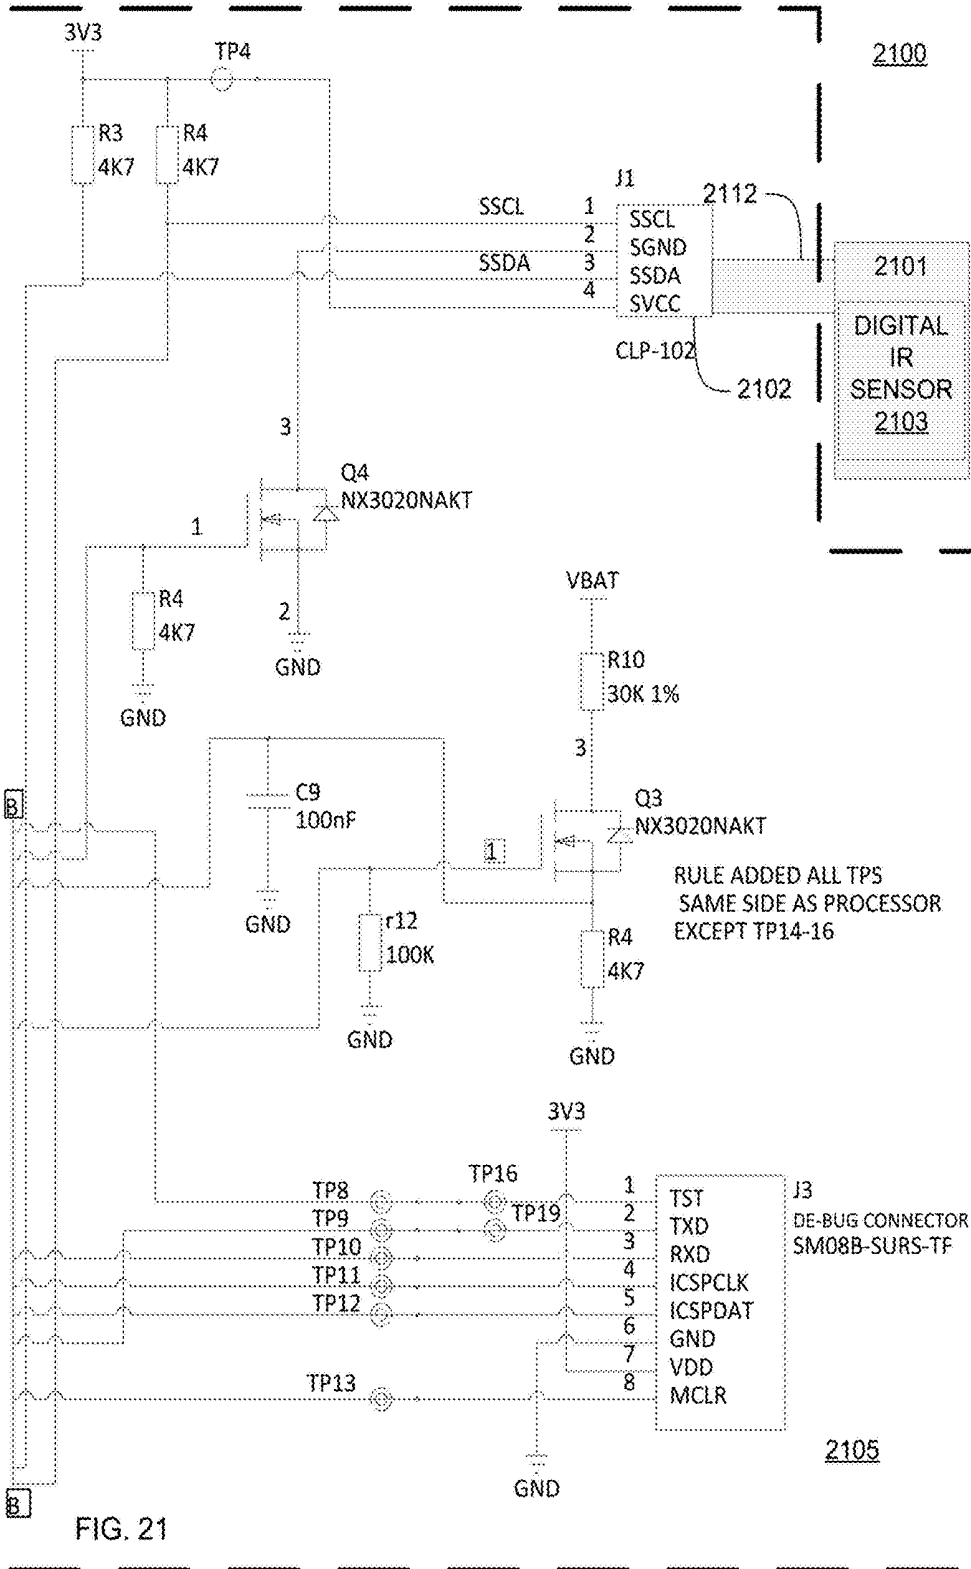 3V3
TP4
2100
R3
4K7
R4
4K7
J1
2112
SSCL
1
SSCL
2
SGND
SSDA
3
SSDA
4
SVCC
2101
DIGITAL
IR
SENSOR
2103
CLP-102
2102
3
Q4
NX3020NAKT
1
R4
4K7
2
GND
GND
VBAT
R10
30K 1%
3
B
C9
100nF
Q3
NX3020NAKT
1
GND
r12
100K
RULE ADDED ALL TPS
SAME SIDE AS PROCESSOR
EXCEPT TP14-16
R4
4K7
GND
GND
3V3
TP8
TP16
1
TST
J3
TP9
TP19
2
TXD
DE-BUG CONNECTOR
TP10
3
RXD
SM08B-SURS-TF
TP11
4
ICSPCLK
TP12
5
ICSPDAT
6
GND
7
VDD
TP13
8
MCLR
2105
GND
B
FIG. 21